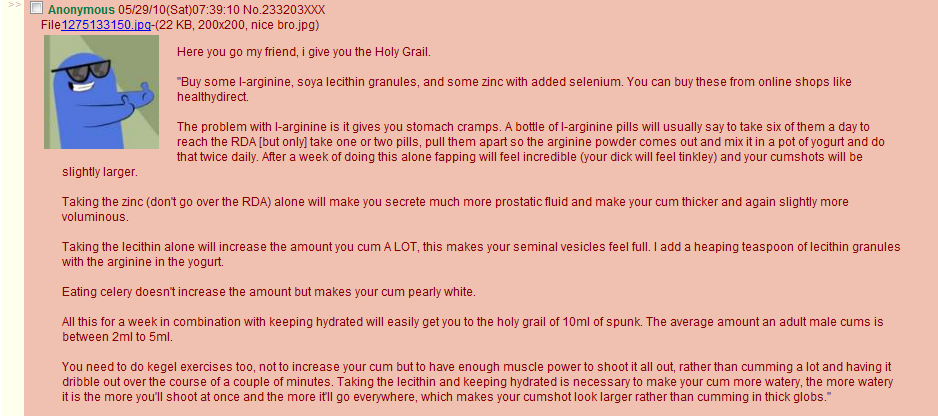 >>
Anonymous 05/29/10(Sat)07:39:10 No.233203XXX
File1275133150.jpg-(22 KB, 200x200, nice bro.jpg)
Here you go my friend, i give you the Holy Grail.
"Buy some l-arginine, soya lecithin granules, and some zinc with added selenium. You can buy these from online shops like
healthydirect.
The problem with l-arginine is it gives you stomach cramps. A bottle of l-arginine pills will usually say to take six of them a day to
reach the RDA [but only] take one or two pills, pull them apart so the arginine powder comes out and mix it in a pot of yogurt and do
that twice daily. After a week of doing this alone fapping will feel incredible (your dick will feel tinkley) and your cumshots will be
slightly larger.
Taking the zinc (don't go over the RDA) alone will make you secrete much more prostatic fluid and make your cum thicker and again slightly more
voluminous.
Taking the lecithin alone will increase the amount you cum A LOT, this makes your seminal vesicles feel full. I add a heaping teaspoon of lecithin granules
with the arginine in the yogurt.
Eating celery doesn't increase the amount but makes your cum pearly white.
All this for a week in combination with keeping hydrated will easily get you to the holy grail of 10ml of spunk. The average amount an adult male cums is
between 2ml to 5ml.
You need to do kegel exercises too, not to increase your cum but to have enough muscle power to shoot it all out, rather than cumming a lot and having it
dribble out over the course of a couple of minutes. Taking the lecithin and keeping hydrated is necessary to make your cum more watery, the more watery
it is the more you'll shoot at once and the more it'll go everywhere, which makes your cumshot look larger rather than cumming in thick globs."